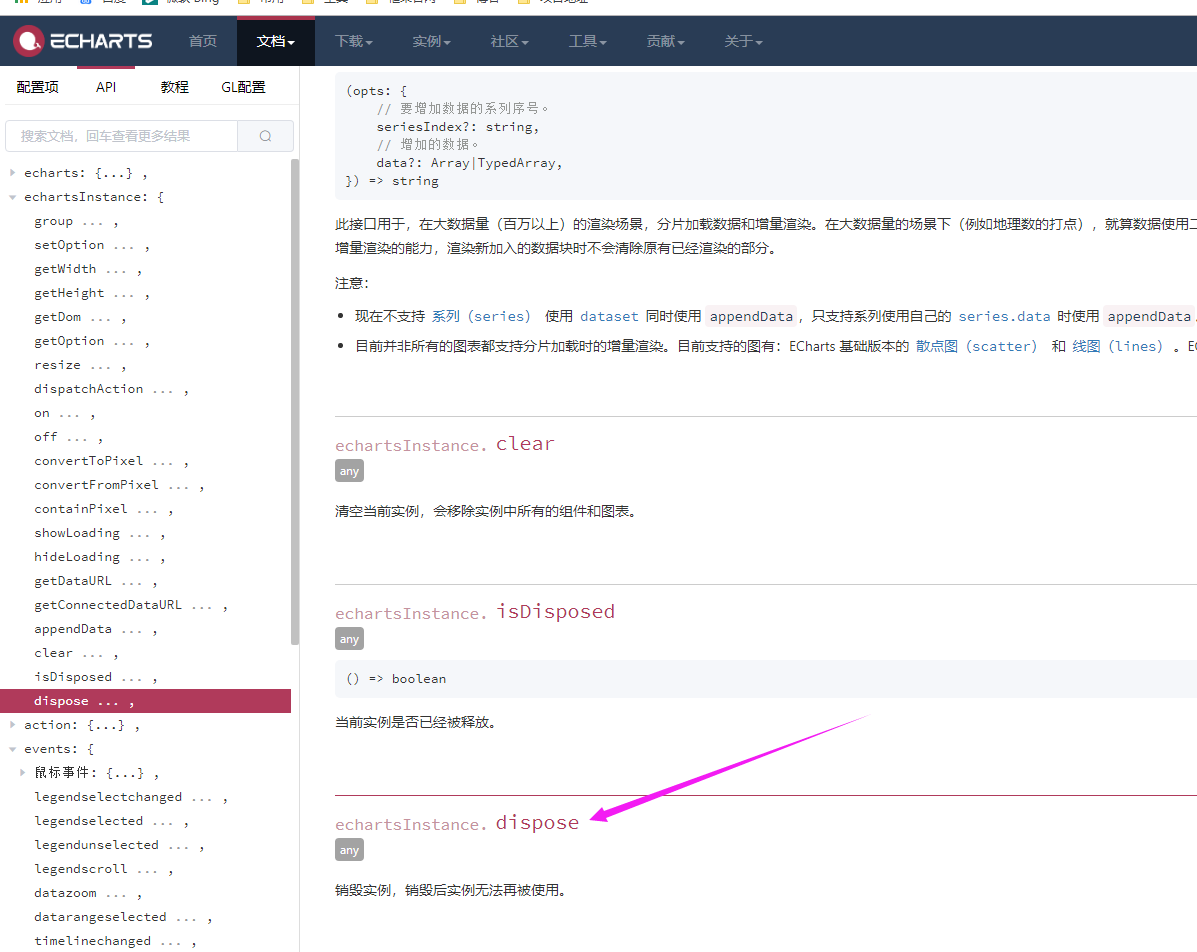 ECHARTS 首页 文档 下载 实例 社区 工具 贡献 关于
配置项 API 教程 GL配置
搜索文档，回车查看更多结果
echarts: {...} ,
echartsInstance: {
group ... ,
setOption ... ,
getWidth ... ,
getHeight ... ,
getDom ... ,
getOption ... ,
resize ... ,
dispatchAction ... ,
on ... ,
off ... ,
convertToPixel ... ,
convertFromPixel ... ,
containPixel ... ,
showLoading ... ,
hideLoading ... ,
getDataURL ... ,
getConnectedDataURL ... ,
appendData ... ,
clear ... ,
isDisposed ... ,
dispose ... ,
action: {...} ,
events: {
鼠标事件: {...} ,
legendselectchanged ... ,
legendselected ... ,
legendunselected ... ,
legendscroll ... ,
datazoom ... ,
datarangeselected ... ,
timelinechanged ... ,
(opts: {
// 要增加数据的系列序号。
seriesIndex?: string,
// 增加的数据。
data?: Array|TypedArray,
}) => string
此接口用于，在大数据量（百万以上）的渲染场景，分片加载数据和增量渲染。在大数据量的场景下（例如地理数的打点），就算数据使用二
增量渲染的能力，渲染新加入的数据块时不会清除原有已经渲染的部分。
注意：
现在不支持 系列（series） 使用 dataset 同时使用 appendData，只支持系列使用自己的 series.data 时使用 appendData
目前并非所有的图表都支持分片加载时的增量渲染。目前支持的图有：ECharts 基础版本的 散点图（scatter） 和 线图（lines） 。EC
echartsInstance. clear
any
清空当前实例，会移除实例中所有的组件和图表。
echartsInstance. isDisposed
any
() => boolean
当前实例是否已经被释放。
echartsInstance. dispose
any
销毁实例，销毁后实例无法再被使用。